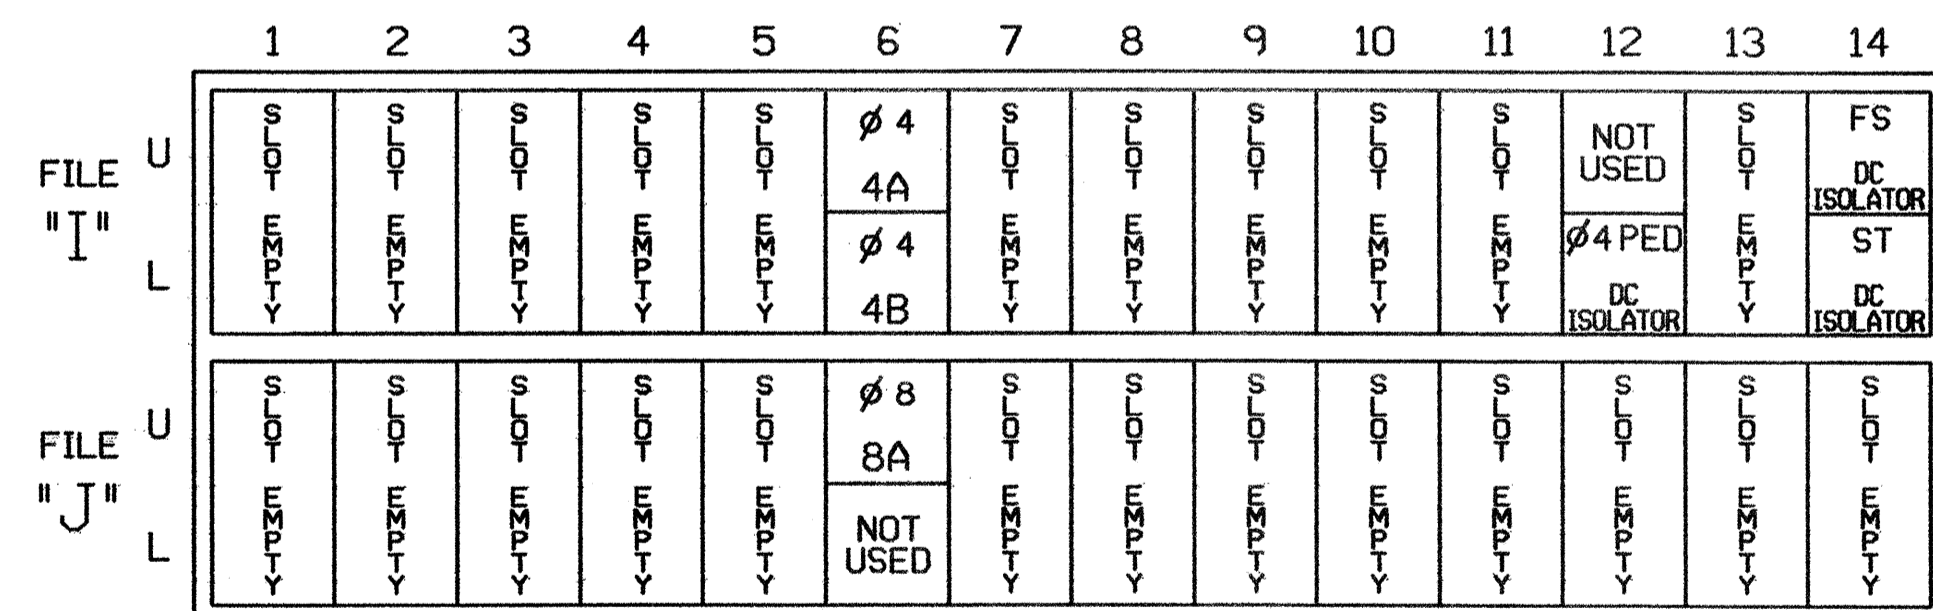 1 2 3 4 5 6 7 8 9 10 11 12 13 14
FILE "I"
U
L
SLOT EMPTY
SLOT EMPTY
SLOT EMPTY
SLOT EMPTY
SLOT EMPTY
Ø 4
4A
Ø 4
4B
SLOT EMPTY
SLOT EMPTY
SLOT EMPTY
SLOT EMPTY
SLOT EMPTY
NOT
USED
Ø4 PED
DC
ISOLATOR
SLOT EMPTY
FS
DC
ISOLATOR
ST
DC
ISOLATOR
FILE "J"
U
L
SLOT EMPTY
SLOT EMPTY
SLOT EMPTY
SLOT EMPTY
SLOT EMPTY
Ø 8
8A
NOT
USED
SLOT EMPTY
SLOT EMPTY
SLOT EMPTY
SLOT EMPTY
SLOT EMPTY
SLOT EMPTY
SLOT EMPTY
SLOT EMPTY